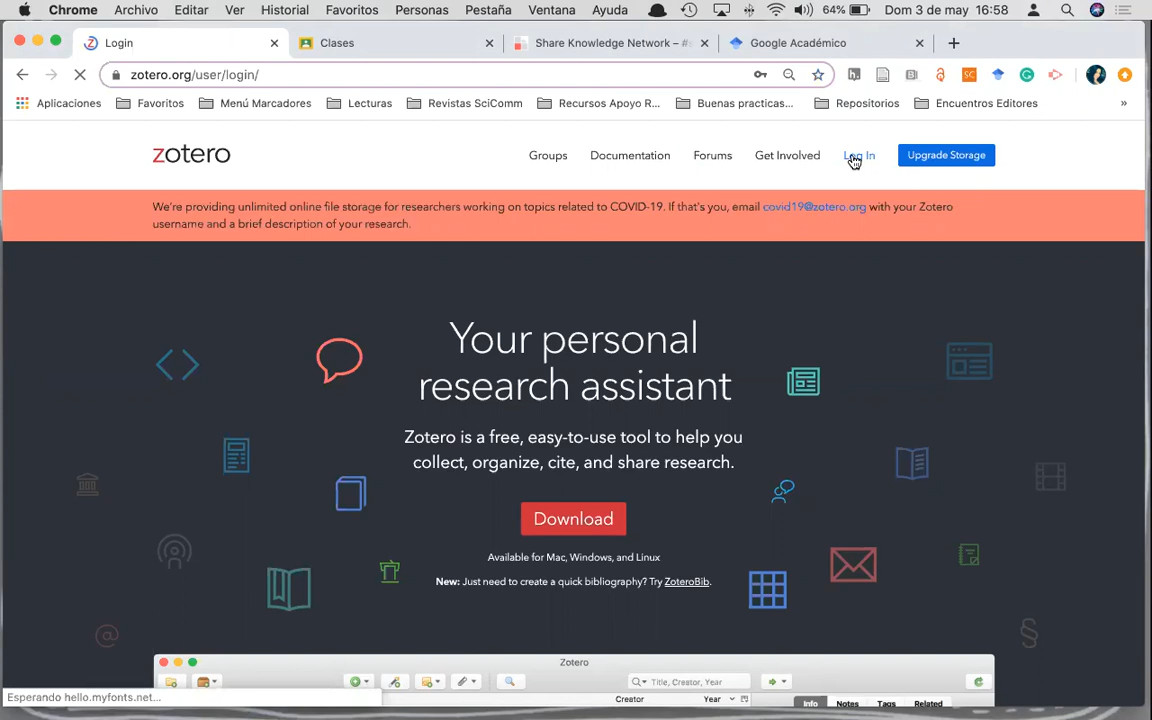 Chrome Archivo Editar Ver Historial Favoritos Personas Pestaña Ventana Ayuda 64% Dom 3 de may 16:58
Login Clases Share Knowledge Network – #s Google Académico
zotero.org/user/login/
Aplicaciones Favoritos Menú Marcadores Lecturas Revistas SciComm Recursos Apoyo R... Buenas practicas... Repositorios Encuentros Editores »
zotero Groups Documentation Forums Get Involved Log In Upgrade Storage
We're providing unlimited online file storage for researchers working on topics related to COVID-19. If that's you, email covid19@zotero.org with your Zotero
username and a brief description of your research.
Your personal
research assistant
Zotero is a free, easy-to-use tool to help you
collect, organize, cite, and share research.
Download
Available for Mac, Windows, and Linux
New: Just need to create a quick bibliography? Try ZoteroBib.
Zotero
Title, Creator, Year
Esperando hello.myfonts.net...
Creator Year Info Notes Tags Related